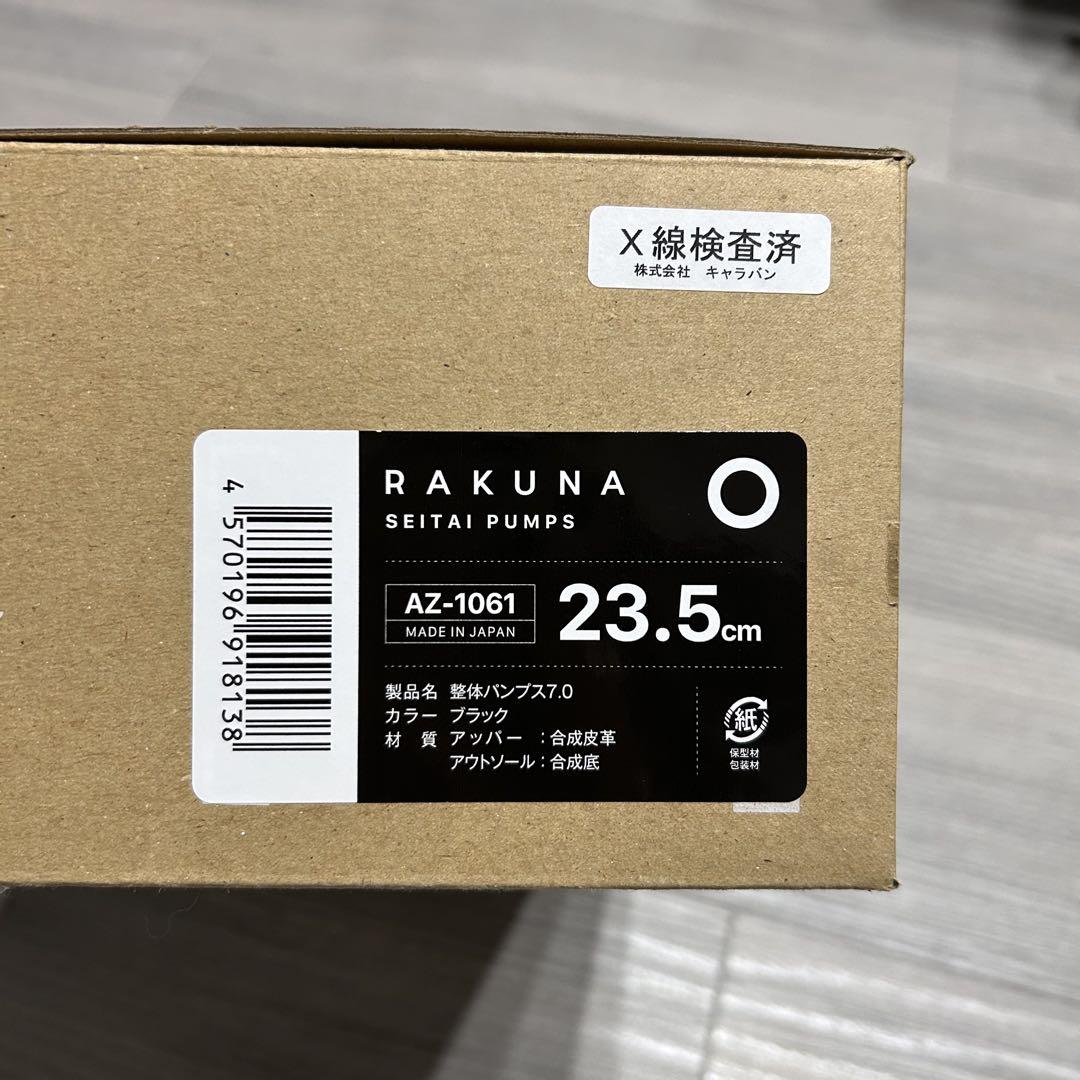 X線検査済
株式会社 キャラバン
RAKUNA
SEITAI PUMPS
AZ-1061
MADE IN JAPAN
23.5cm
製品名 整体パンプス7.0
カラー ブラック
材 質 アッパー:合成皮革
アウトソール:合成底
紙
保型材
包装材
4 570196 918138